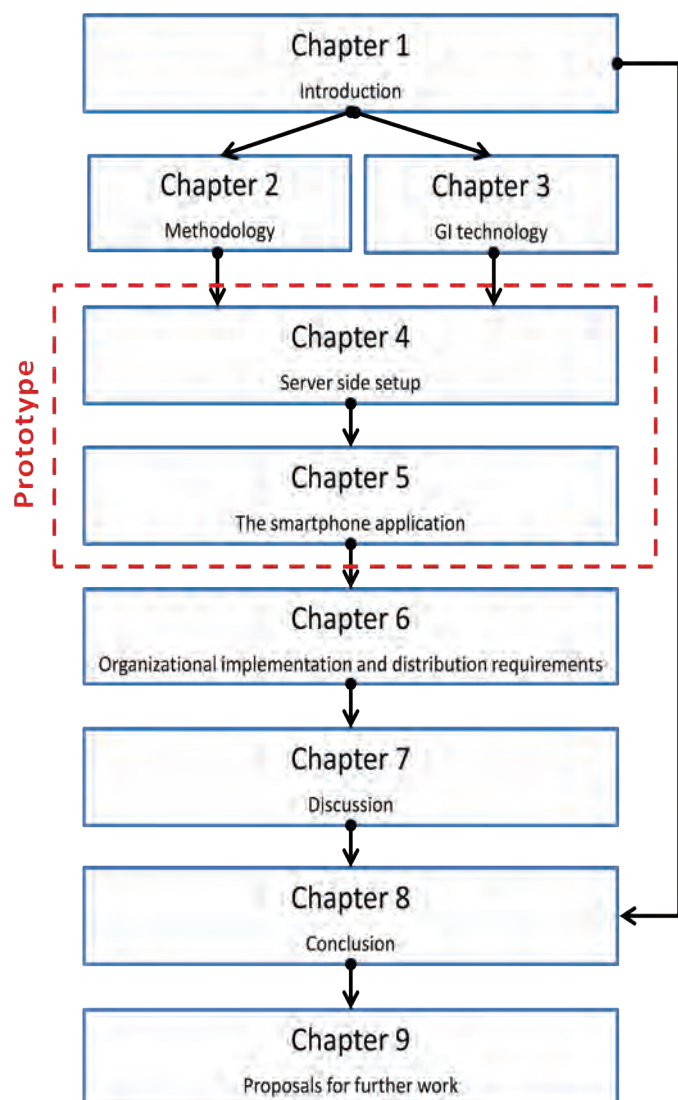 Chapter 1
Introduction
Chapter 2
Methodology
Chapter 3
GI technology
Prototype
Chapter 4
Server side setup
Chapter 5
The smartphone application
Chapter 6
Organizational implementation and distribution requirements
Chapter 7
Discussion
Chapter 8
Conclusion
Chapter 9
Proposals for further work